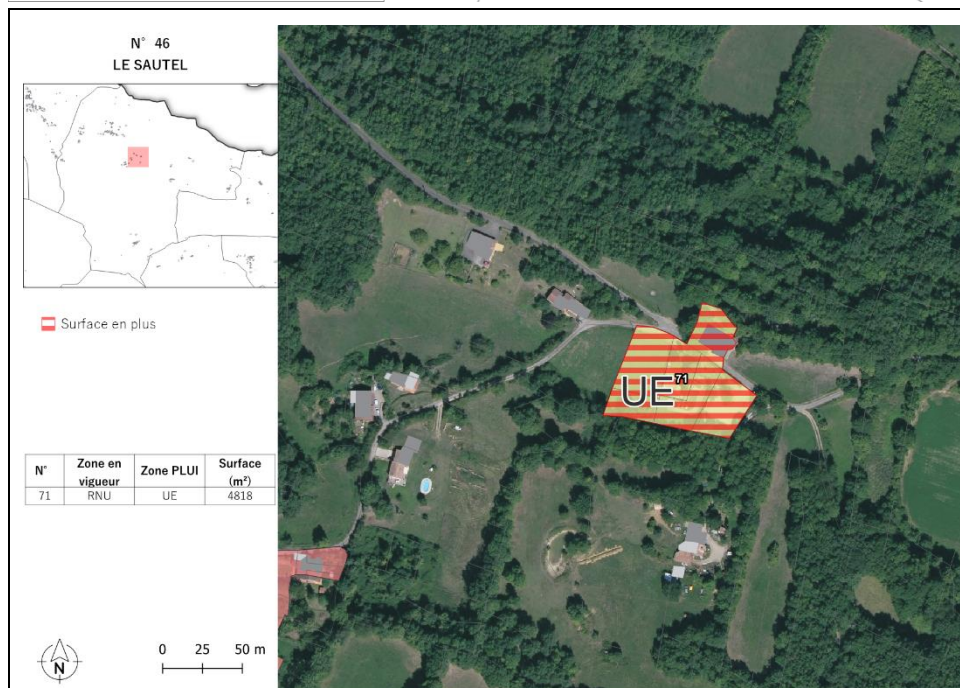 N° 46
LE SAUTEL
Surface en plus
N° Zone en vigueur Zone PLUI Surface (m²)
71 RNU UE 4818
N
0 25 50 m
UE 71